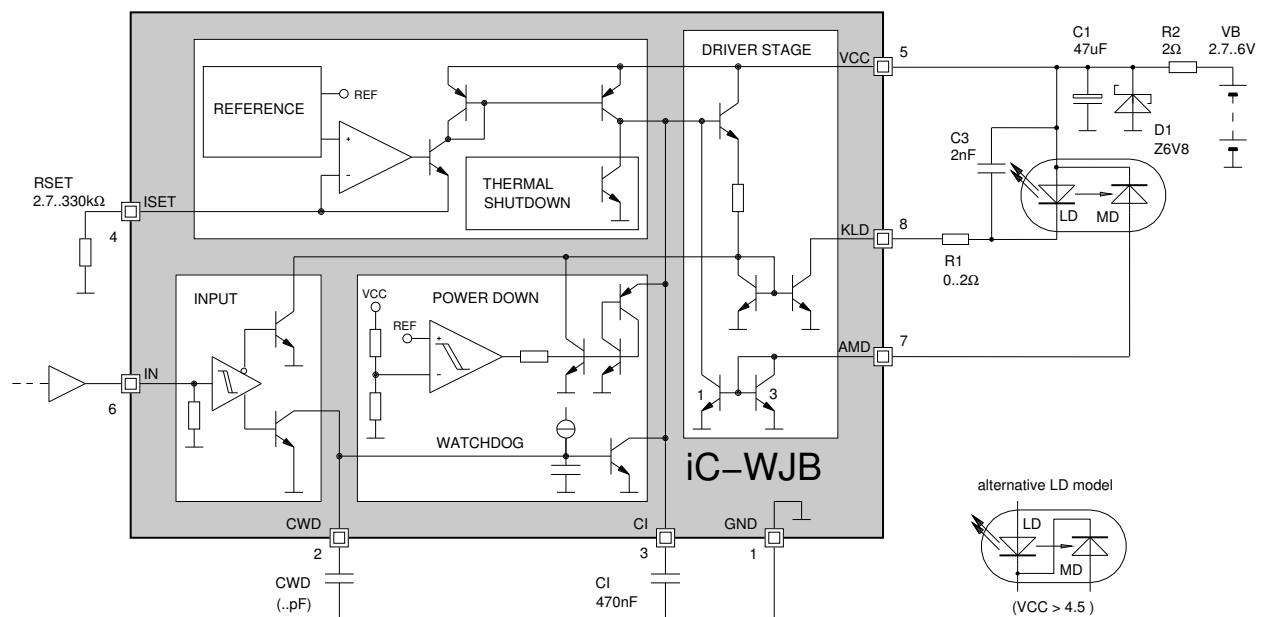 C1
47uF
R2
2Ω
VB
2.7..6V
DRIVER STAGE
VCC
5
REFERENCE
REF
+
−
C3
2nF
D1
Z6V8
THERMAL
SHUTDOWN
RSET
2.7..330kΩ
ISET
4
LD
MD
KLD
8
R1
0..2Ω
INPUT
POWER DOWN
VCC
REF
+
−
AMD
7
IN
6
1
3
WATCHDOG
iC−WJB
alternative LD model
CWD
2
CI
3
GND
1
LD
MD
CWD
(..pF)
CI
470nF
(VCC > 4.5 )